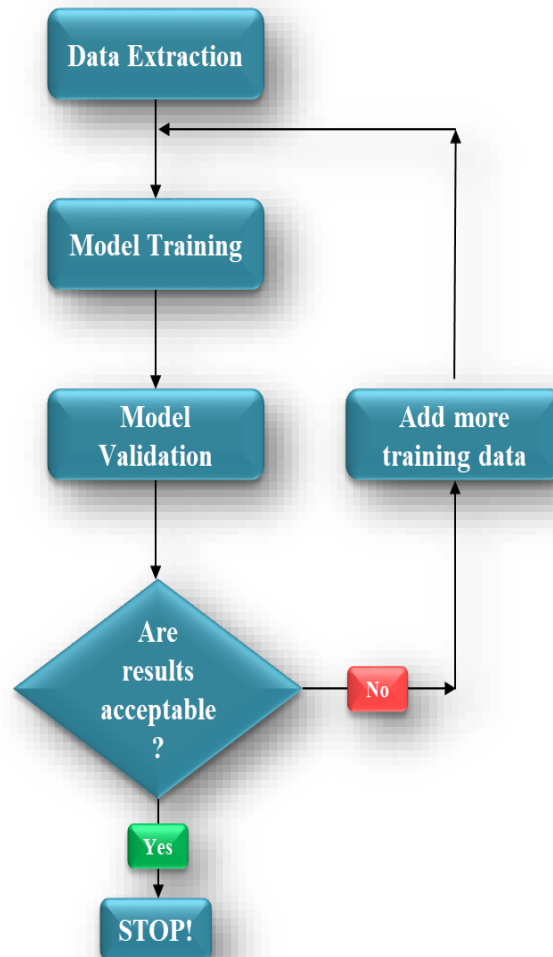 Data Extraction
Model Training
Model
Validation
Add more
training data
Are
results
acceptable
?
No
Yes
STOP!